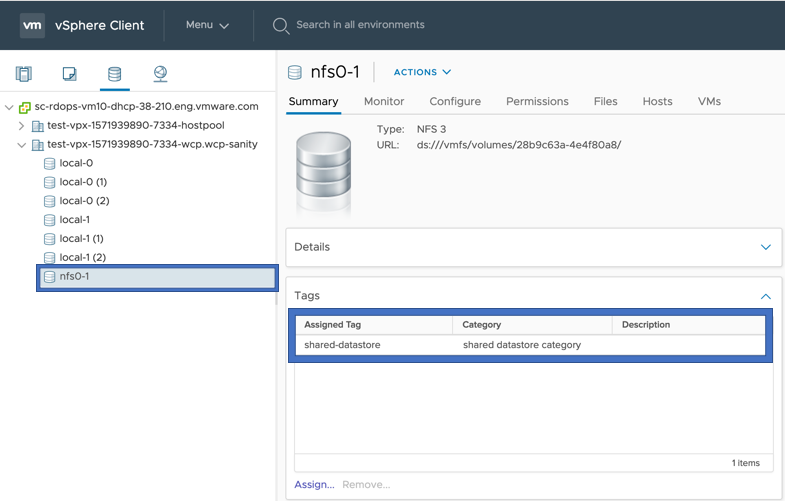 vm vSphere Client Menu Search in all environments
sc-rdops-vm10-dhcp-38-210.eng.vmware.com
test-vpx-1571939890-7334-hostpool
test-vpx-1571939890-7334-wcp.wcp-sanity
local-0
local-0 (1)
local-0 (2)
local-1
local-1 (1)
local-1 (2)
nfs0-1
nfs0-1 ACTIONS
Summary Monitor Configure Permissions Files Hosts VMs
Type: NFS 3
URL: ds:///vmfs/volumes/28b9c63a-4e4f80a8/
Details
Tags
Assigned Tag Category Description
shared-datastore shared datastore category
1 items
Assign... Remove...